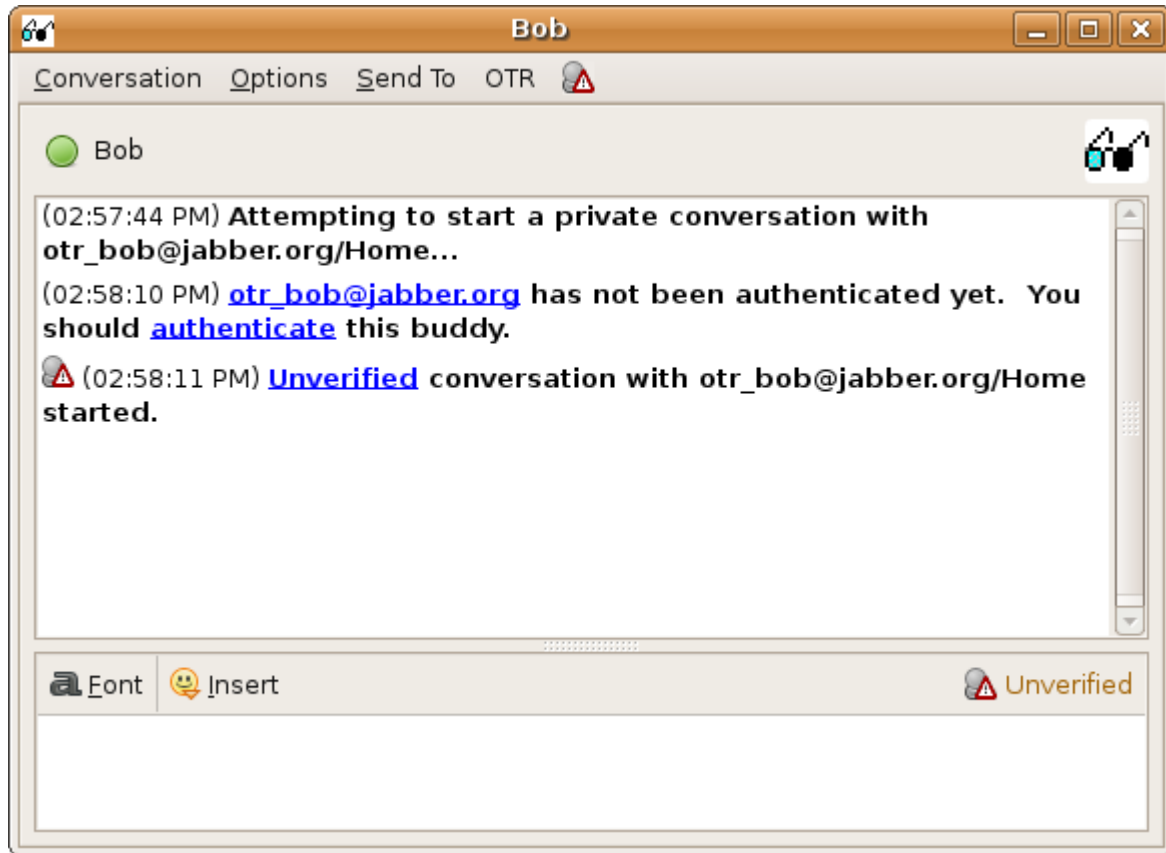 Bob
Conversation Options Send To OTR
Bob
(02:57:44 PM) Attempting to start a private conversation with
otr_bob@jabber.org/Home...
(02:58:10 PM) otr_bob@jabber.org has not been authenticated yet.  You
should authenticate this buddy.
(02:58:11 PM) Unverified conversation with otr_bob@jabber.org/Home
started.
a Font Insert Unverified